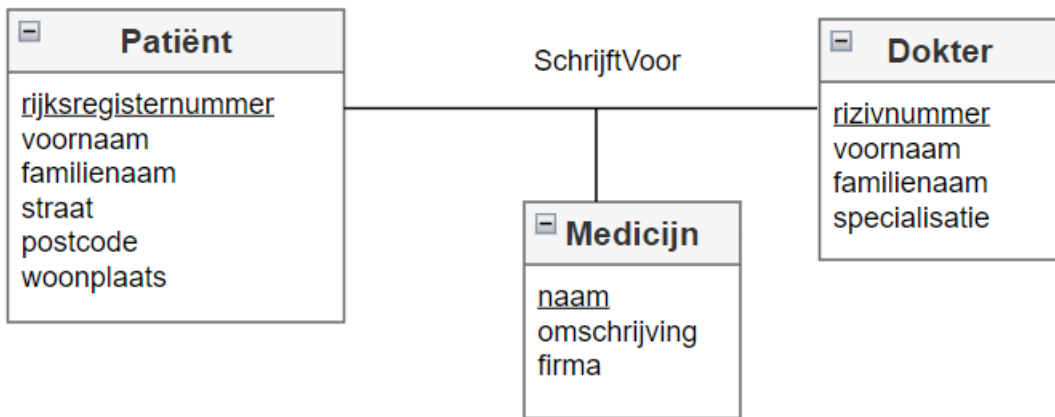 Patiënt
rijksregisternummer
voornaam
familienaam
straat
postcode
woonplaats
SchrijftVoor
Dokter
rizivnummer
voornaam
familienaam
specialisatie
Medicijn
naam
omschrijving
firma